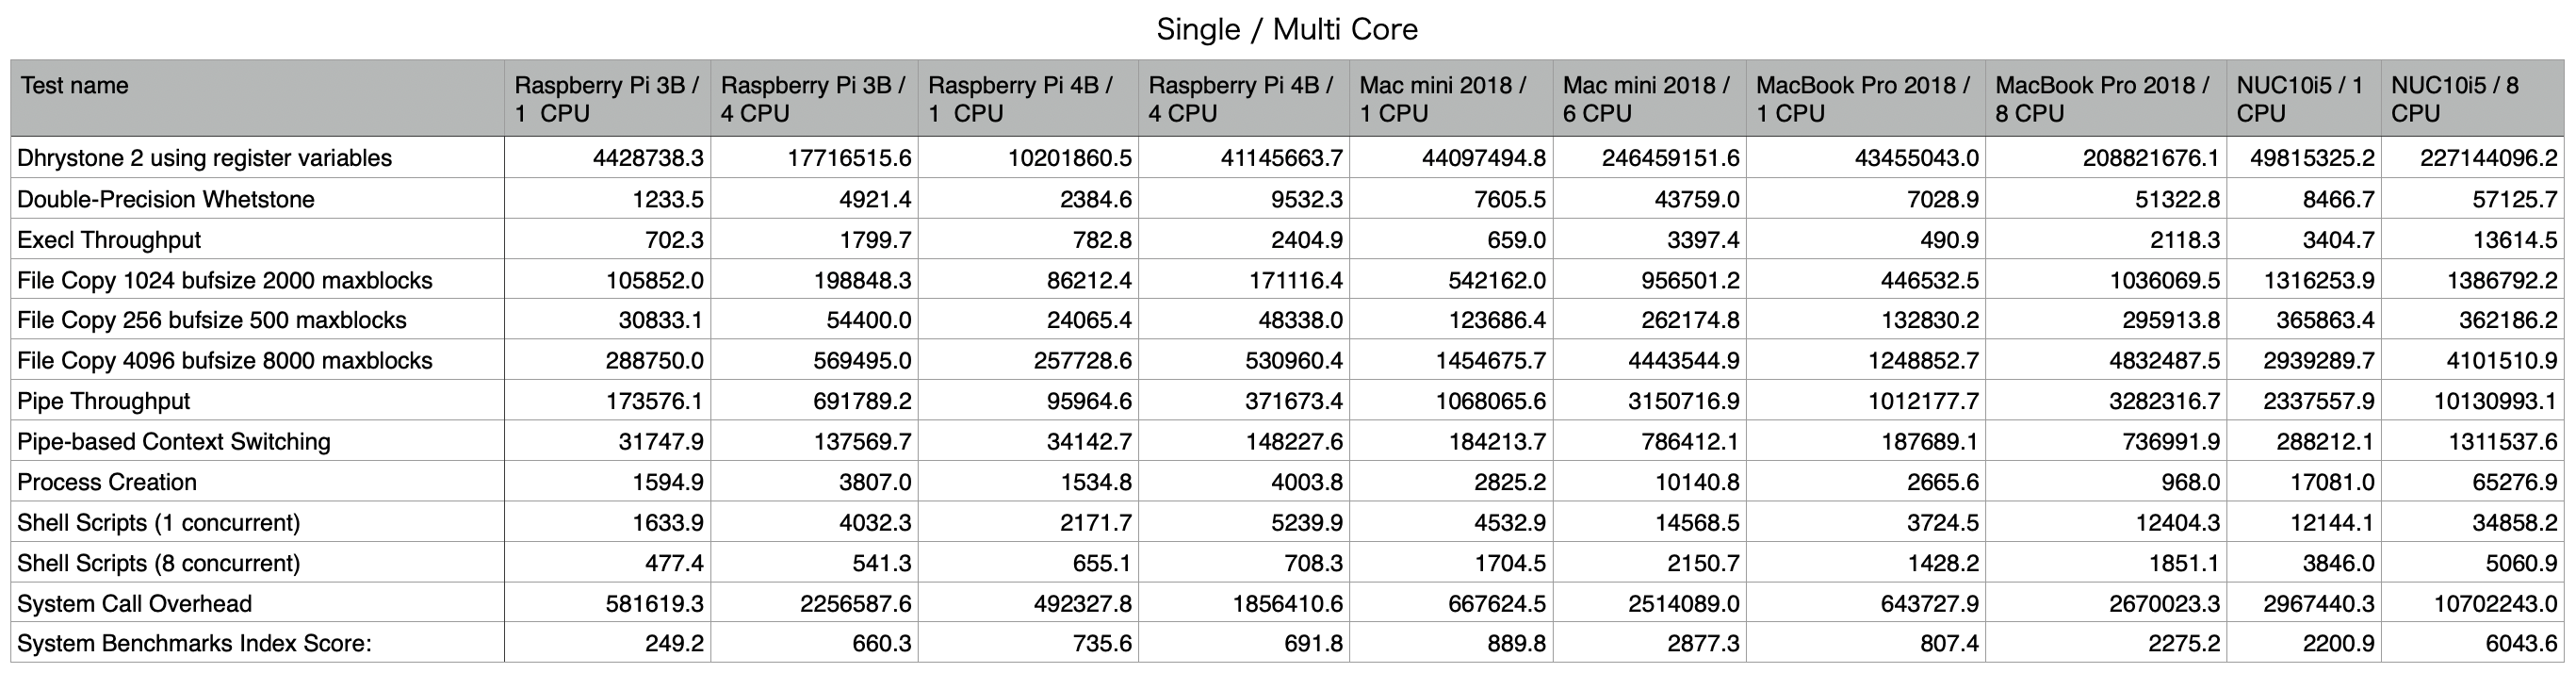 Single / Multi Core
Test name Raspberry Pi 3B / 1 CPU Raspberry Pi 3B / 4 CPU Raspberry Pi 4B / 1 CPU Raspberry Pi 4B / 4 CPU Mac mini 2018 / 1 CPU Mac mini 2018 / 6 CPU MacBook Pro 2018 / 1 CPU MacBook Pro 2018 / 8 CPU NUC10i5 / 1 CPU NUC10i5 / 8 CPU
Dhrystone 2 using register variables 4428738.3 17716515.6 10201860.5 41145663.7 44097494.8 246459151.6 43455043.0 208821676.1 49815325.2 227144096.2
Double-Precision Whetstone 1233.5 4921.4 2384.6 9532.3 7605.5 43759.0 7028.9 51322.8 8466.7 57125.7
Execl Throughput 702.3 1799.7 782.8 2404.9 659.0 3397.4 490.9 2118.3 3404.7 13614.5
File Copy 1024 bufsize 2000 maxblocks 105852.0 198848.3 86212.4 171116.4 542162.0 956501.2 446532.5 1036069.5 1316253.9 1386792.2
File Copy 256 bufsize 500 maxblocks 30833.1 54400.0 24065.4 48338.0 123686.4 262174.8 132830.2 295913.8 365863.4 362186.2
File Copy 4096 bufsize 8000 maxblocks 288750.0 569495.0 257728.6 530960.4 1454675.7 4443544.9 1248852.7 4832487.5 2939289.7 4101510.9
Pipe Throughput 173576.1 691789.2 95964.6 371673.4 1068065.6 3150716.9 1012177.7 3282316.7 2337557.9 10130993.1
Pipe-based Context Switching 31747.9 137569.7 34142.7 148227.6 184213.7 786412.1 187689.1 736991.9 288212.1 1311537.6
Process Creation 1594.9 3807.0 1534.8 4003.8 2825.2 10140.8 2665.6 968.0 17081.0 65276.9
Shell Scripts (1 concurrent) 1633.9 4032.3 2171.7 5239.9 4532.9 14568.5 3724.5 12404.3 12144.1 34858.2
Shell Scripts (8 concurrent) 477.4 541.3 655.1 708.3 1704.5 2150.7 1428.2 1851.1 3846.0 5060.9
System Call Overhead 581619.3 2256587.6 492327.8 1856410.6 667624.5 2514089.0 643727.9 2670023.3 2967440.3 10702243.0
System Benchmarks Index Score: 249.2 660.3 735.6 691.8 889.8 2877.3 807.4 2275.2 2200.9 6043.6